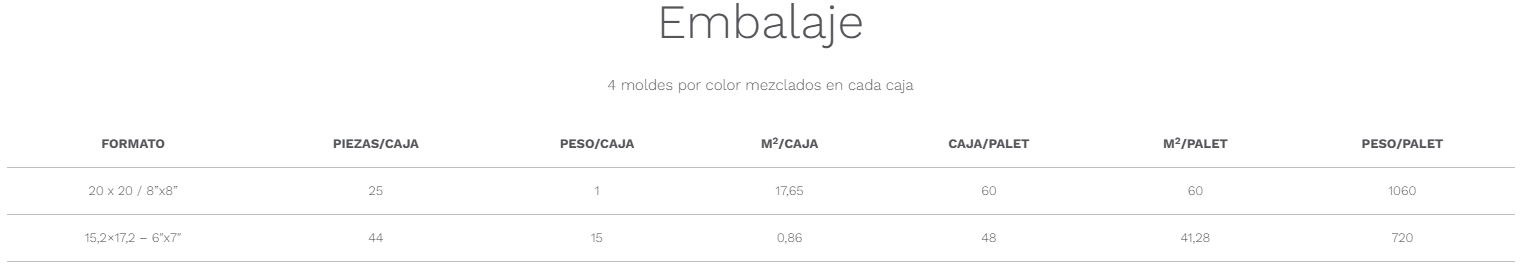 Embalaje
4 moldes por color mezclados en cada caja
FORMATO PIEZAS/CAJA PESO/CAJA M²/CAJA CAJA/PALET M²/PALET PESO/PALET
20 x 20 / 8”x8” 25 1 17,65 60 60 1060
15,2×17,2 – 6″x7″ 44 15 0,86 48 41,28 720